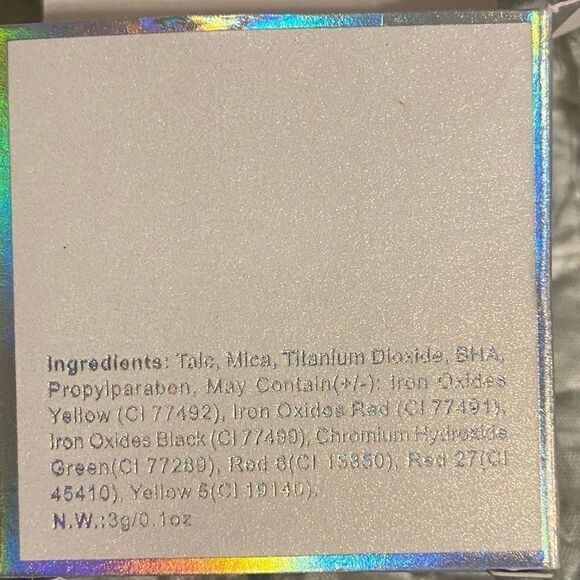 Ingredients: Talc, Mica, Titanium Dioxide, BHA,
Propylparaben. May Contain(+/-): Iron Oxides
Yellow (CI 77492), Iron Oxides Red (CI 77491),
Iron Oxides Black (CI 77499), Chromium Hydroxide
Green(CI 77289), Red 6(CI 15850), Red 27(CI
45410), Yellow 5(CI 19140).
N.W.:3g/0.1oz